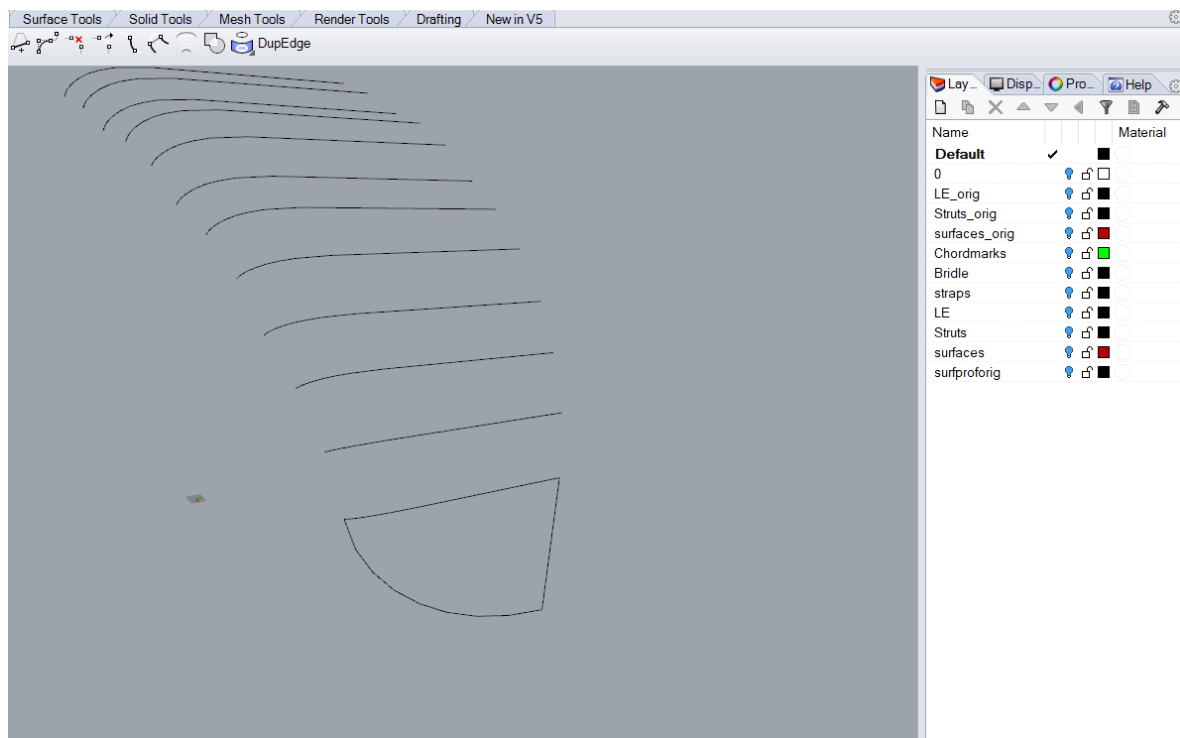 Surface Tools Solid Tools Mesh Tools Render Tools Drafting New in V5
DupEdge
Lay... Disp... Pro... Help
Name Material
Default
0
LE_orig
Struts_orig
surfaces_orig
Chordmarks
Bridle
straps
LE
Struts
surfaces
surfproforig